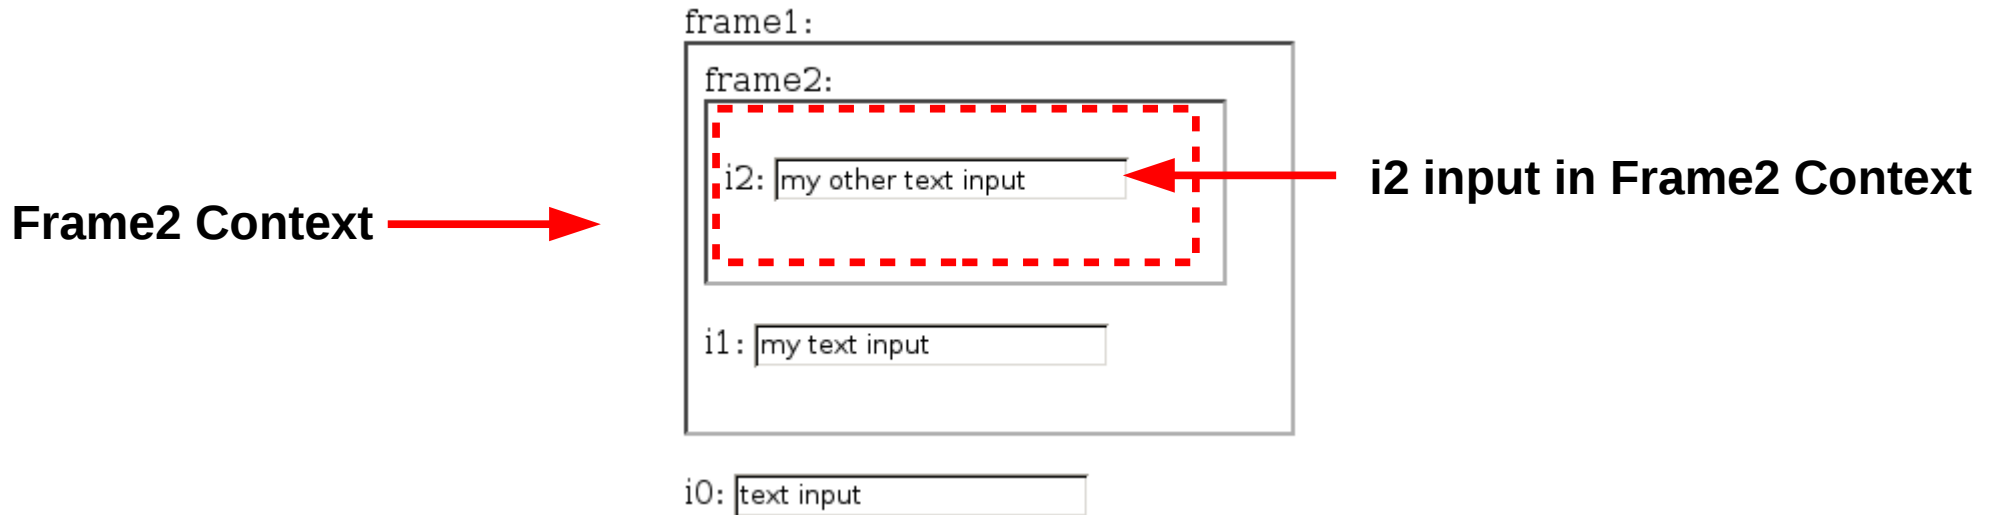 frame1:
frame2:
i2: my other text input
i2 input in Frame2 Context
Frame2 Context
i1: my text input
i0: text input